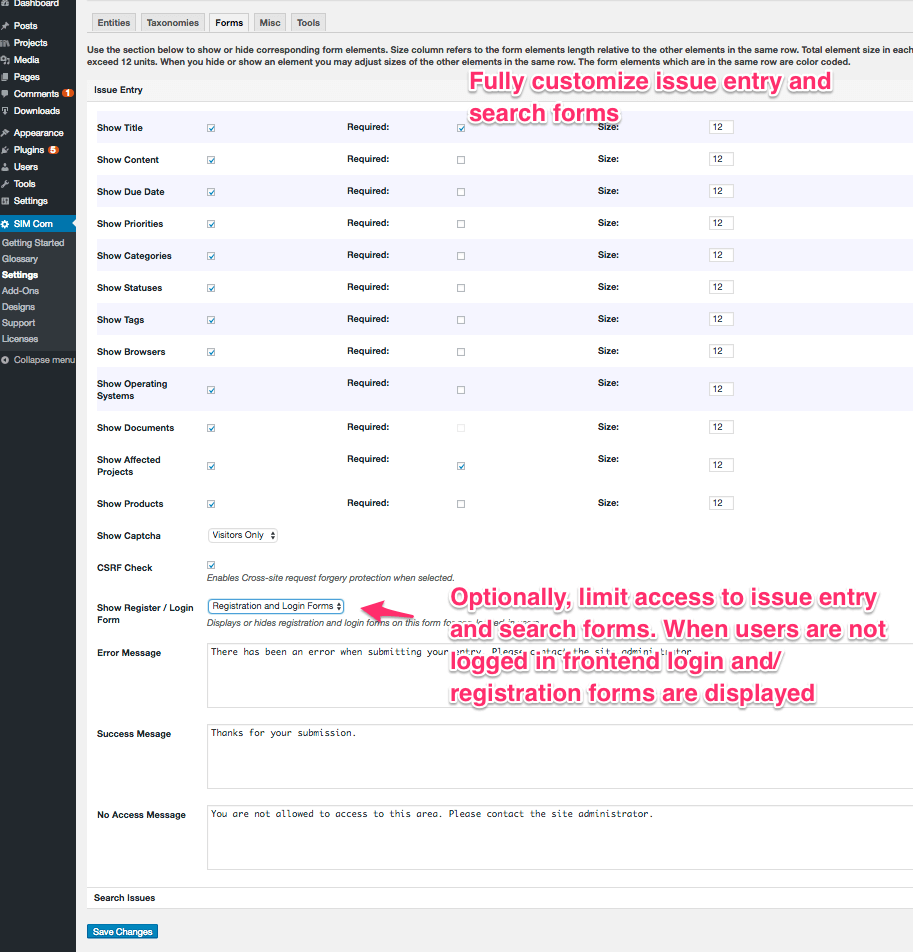 Dashboard
Posts
Projects
Media
Pages
Comments 1
Downloads
Appearance
Plugins 5
Users
Tools
Settings
SIM Com
Getting Started
Glossary
Settings
Add-Ons
Designs
Support
Licenses
Collapse menu
Entities Taxonomies Forms Misc Tools
Use the section below to show or hide corresponding form elements. Size column refers to the form elements length relative to the other elements in the same row. Total element size in each
exceed 12 units. When you hide or show an element you may adjust sizes of the other elements in the same row. The form elements which are in the same row are color coded.
Fully customize issue entry and
search forms
Issue Entry
Show Title Required: Size: 12
Show Content Required: Size: 12
Show Due Date Required: Size: 12
Show Priorities Required: Size: 12
Show Categories Required: Size: 12
Show Statuses Required: Size: 12
Show Tags Required: Size: 12
Show Browsers Required: Size: 12
Show Operating Required: Size: 12
Systems
Show Documents Required: Size: 12
Show Affected Required: Size: 12
Projects
Show Products Required: Size: 12
Show Captcha Visitors Only
CSRF Check
Enables Cross-site request forgery protection when selected.
Show Register / Login Registration and Login Forms
Form
Displays or hides registration and login forms on this form for
Optionally, limit access to issue entry
and search forms. When users are not
logged in frontend login and/
registration forms are displayed
Error Message
There has been an error when submitting your entry. Please contact the site administrator.
Success Mesage
Thanks for your submission.
No Access Message
You are not allowed to access to this area. Please contact the site administrator.
Search Issues
Save Changes